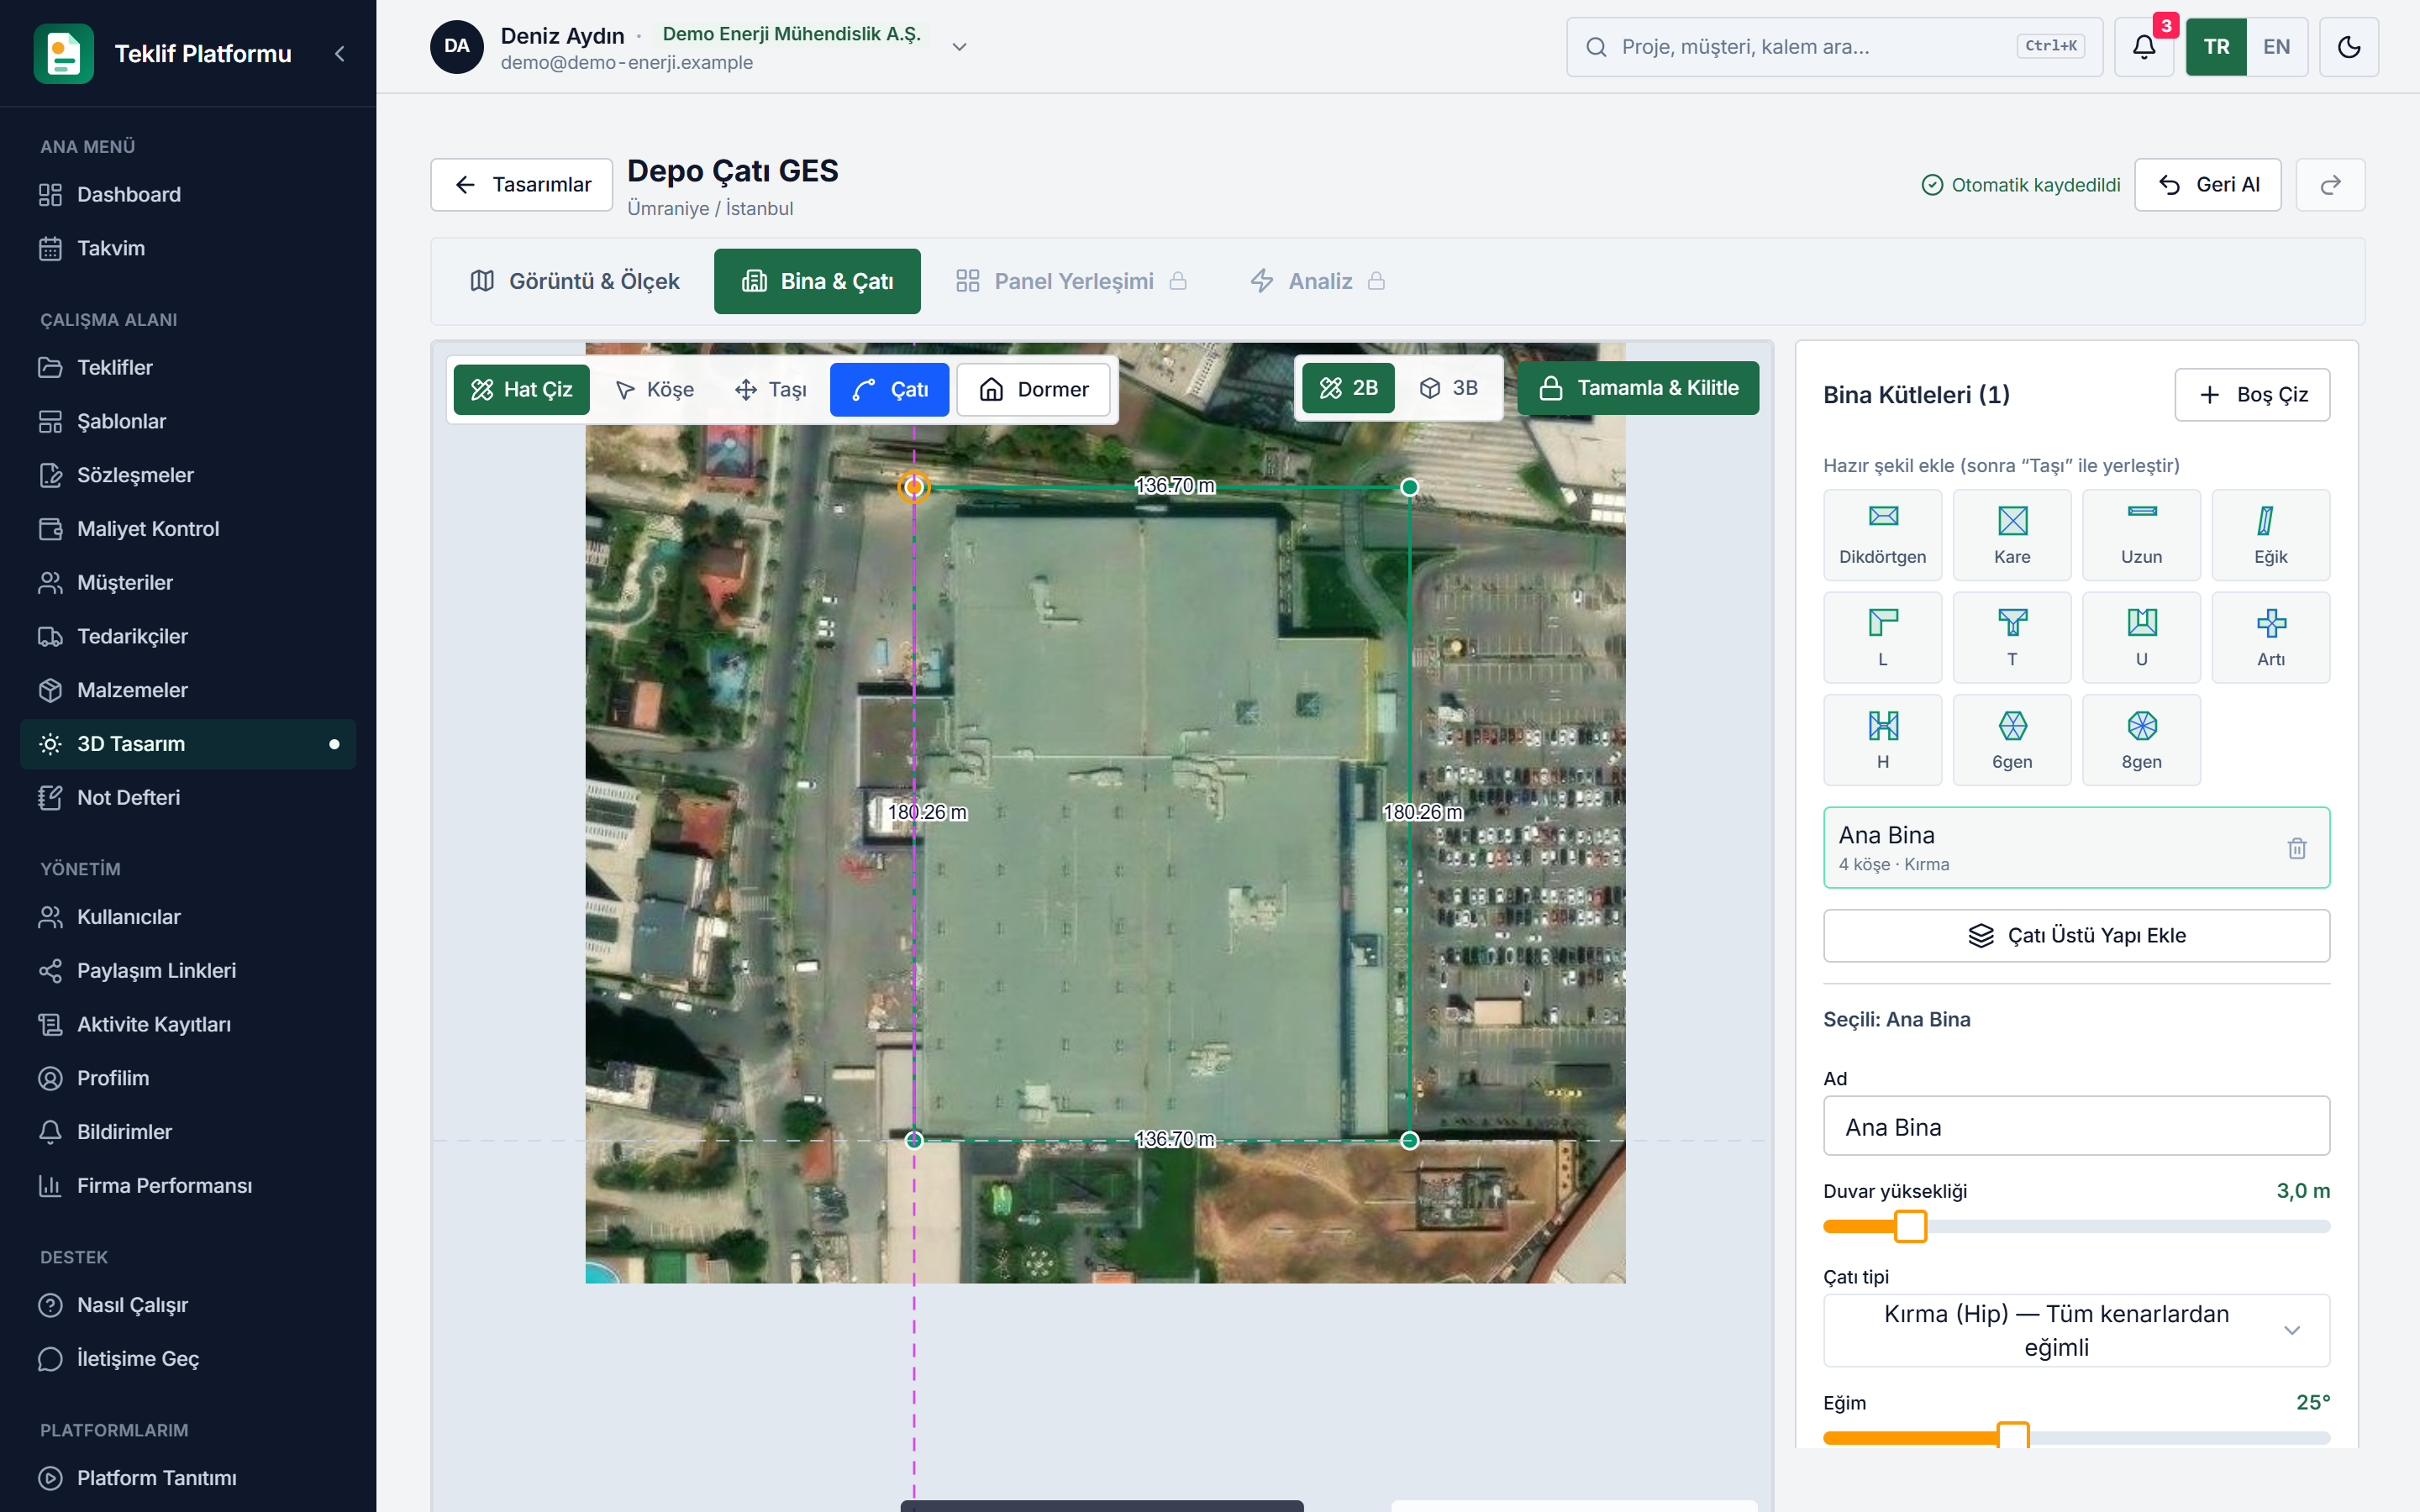 Teklif Platformu
ANA MENÜ
Dashboard
Takvim
ÇALIŞMA ALANI
Teklifler
Şablonlar
Sözleşmeler
Maliyet Kontrol
Müşteriler
Tedarikçiler
Malzemeler
3D Tasarım
Not Defteri
YÖNETİM
Kullanıcılar
Paylaşım Linkleri
Aktivite Kayıtları
Profilim
Bildirimler
Firma Performansı
DESTEK
Nasıl Çalışır
İletişime Geç
PLATFORMLARIM
Platform Tanıtımı
DA
Deniz Aydın · Demo Enerji Mühendislik A.Ş.
demo@demo-enerji.example
Proje, müşteri, kalem ara...
Ctrl+K
3
TR
EN
Tasarımlar
Depo Çatı GES
Ümraniye / İstanbul
Otomatik kaydedildi
Geri Al
Görüntü & Ölçek
Bina & Çatı
Panel Yerleşimi
Analiz
Hat Çiz
Köşe
Taşı
Çatı
Dormer
2B
3B
Tamamla & Kilitle
136.70 m
180.26 m
180.26 m
136.70 m
Bina Kütleleri (1)
Boş Çiz
Hazır şekil ekle (sonra “Taşı” ile yerleştir)
Dikdörtgen
Kare
Uzun
Eğik
L
T
U
Artı
H
6gen
8gen
Ana Bina
4 köşe · Kırma
Çatı Üstü Yapı Ekle
Seçili: Ana Bina
Ad
Ana Bina
Duvar yüksekliği
3,0 m
Çatı tipi
Kırma (Hip) — Tüm kenarlardan
eğimli
Eğim
25°